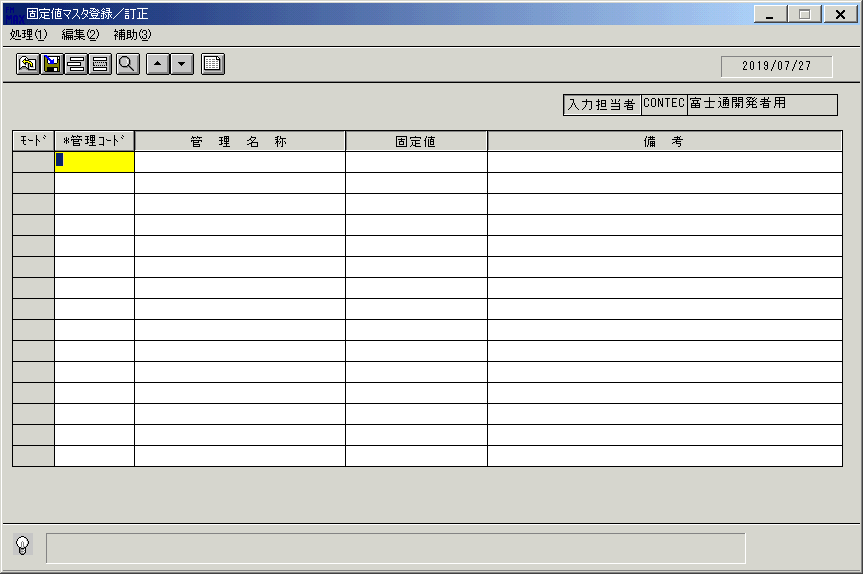 固定値マスタ登録／訂正
処理(1) 編集(2) 補助(3)
2019/07/27
入力担当者 CONTEC 富士通開発者用
ﾓｰﾄﾞ *管理ｺｰﾄﾞ 管 理 名 称 固定値 備 考